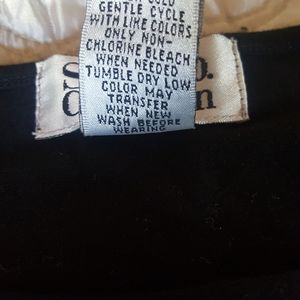 GENTLE CYCLE
WITH LIKE COLORS
ONLY NON-
CHLORINE BLEACH
WHEN NEEDED
TUMBLE DRY LOW
COLOR MAY
TRANSFER
WHEN NEW
WASH BEFORE
WEARING